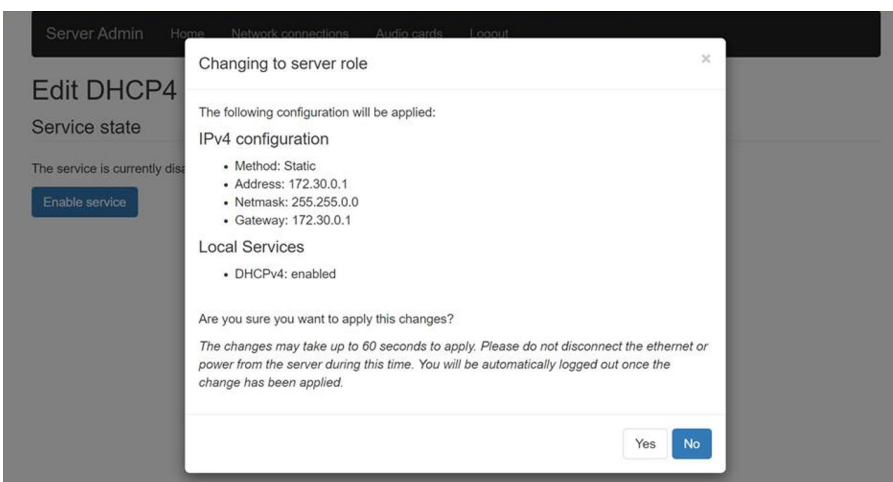 Server Admin Home Network connections Audio cards Logout
Changing to server role ×
Edit DHCP4
The following configuration will be applied:
Service state
IPv4 configuration
The service is currently disa
• Method: Static
• Address: 172.30.0.1
Enable service
• Netmask: 255.255.0.0
• Gateway: 172.30.0.1
Local Services
• DHCPv4: enabled
Are you sure you want to apply this changes?
The changes may take up to 60 seconds to apply. Please do not disconnect the ethernet or
power from the server during this time. You will be automatically logged out once the
change has been applied.
Yes No